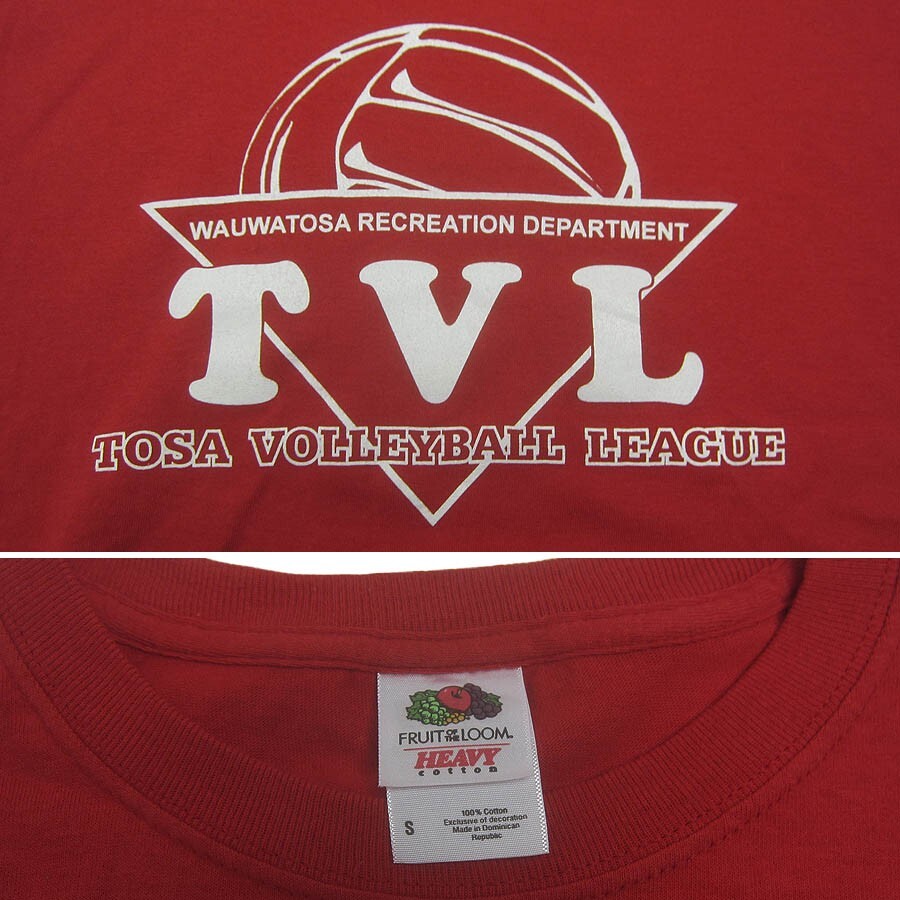 WAUWATOSA RECREATION DEPARTMENT
TVL
TOSA VOLLEYBALL LEAGUE
FRUIT OF THE LOOM
HEAVY
cotton
S
100% Cotton
Exclusive of decoration
Made in Dominican
Republic